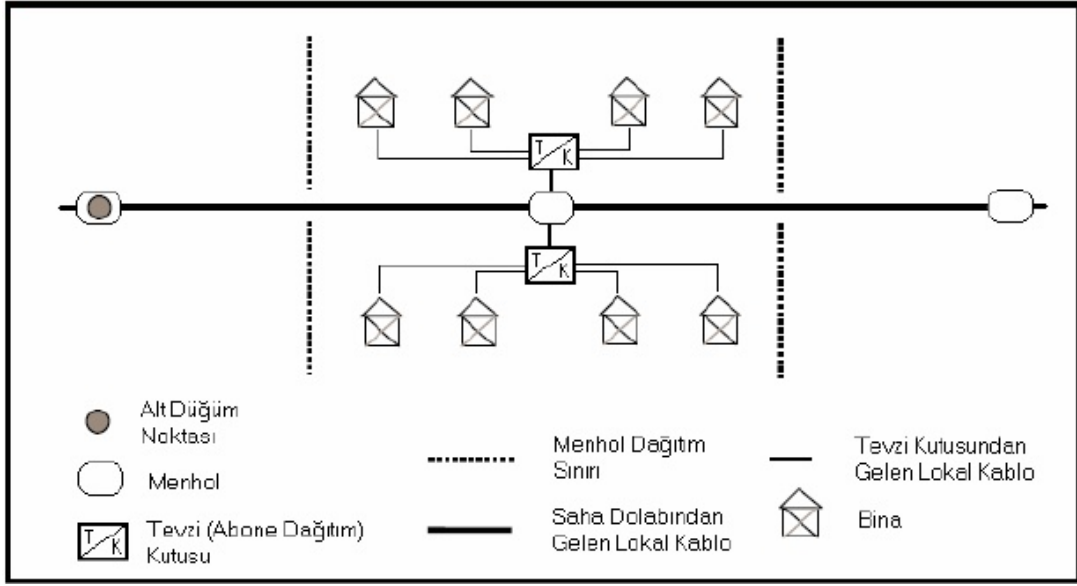 T K
T K
Alt Düğüm
Noktası
Menhol
T K
Tevzi (Abone Dağıtım)
Kutusu
Menhol Dağıtım
Sınırı
Saha Dolabından
Gelen Lokal Kablo
Tevzi Kutusundan
Gelen Lokal Kablo
Bina